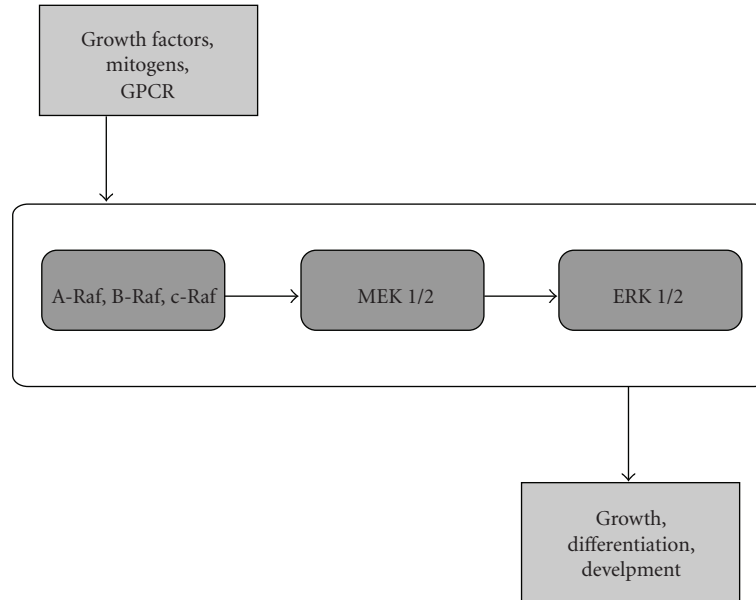 Growth factors,
mitogens,
GPCR
A-Raf, B-Raf, c-Raf
MEK 1/2
ERK 1/2
Growth,
differentiation,
develpment